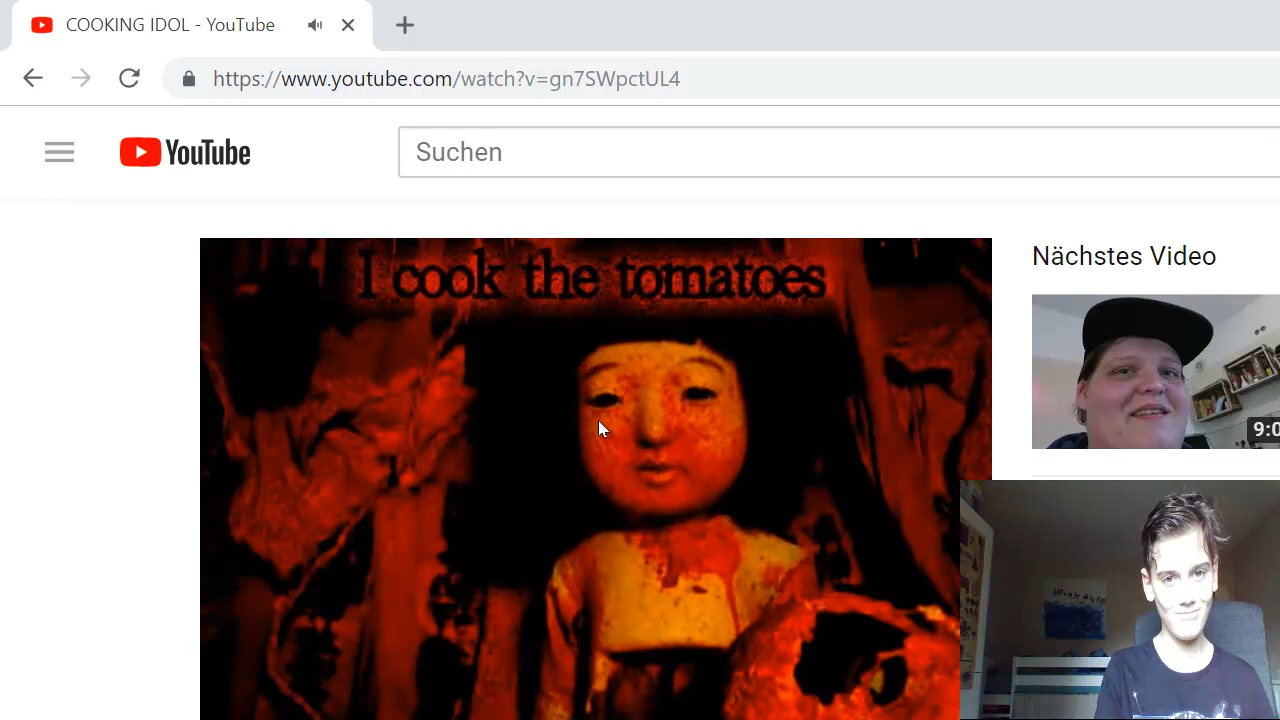 COOKING IDOL - YouTube
https://www.youtube.com/watch?v=gn7SWpctUL4
YouTube
Suchen
I cook the tomatoes
Nächstes Video
9:0